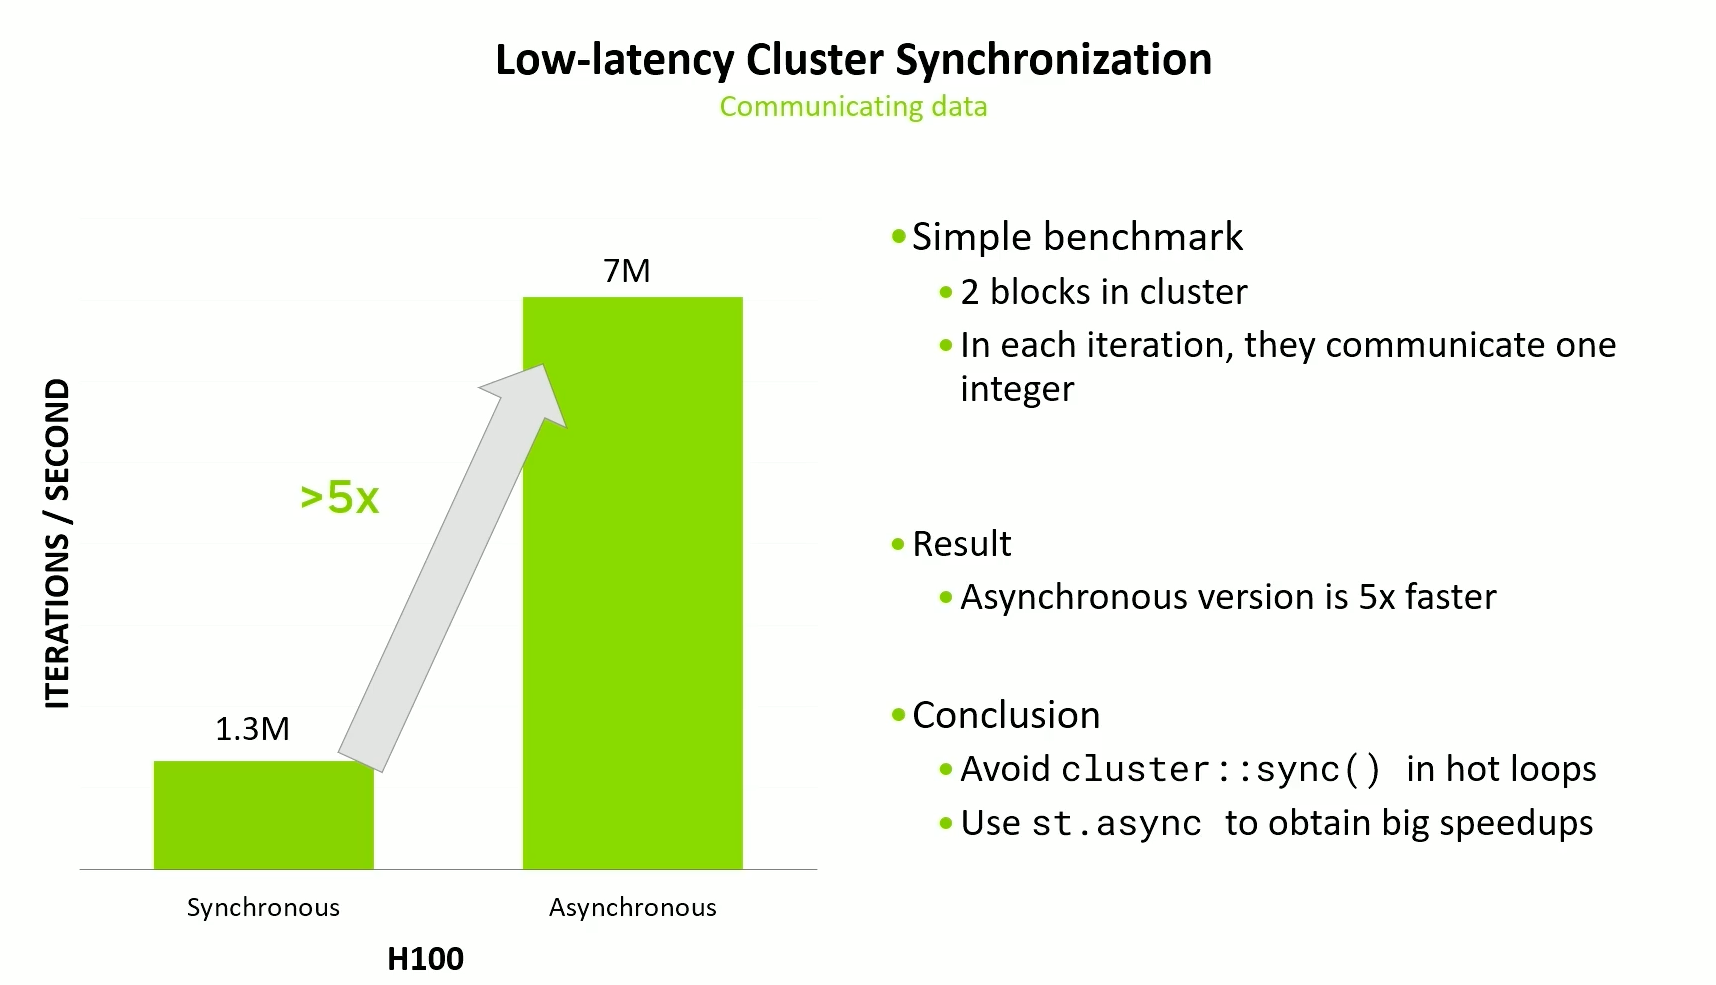 Low-latency Cluster Synchronization
Communicating data
ITERATIONS / SECOND
7M
>5x
1.3M
Synchronous
Asynchronous
H100
•Simple benchmark
•2 blocks in cluster
•In each iteration, they communicate one
integer
•Result
•Asynchronous version is 5x faster
•Conclusion
•Avoid cluster::sync() in hot loops
•Use st.async to obtain big speedups